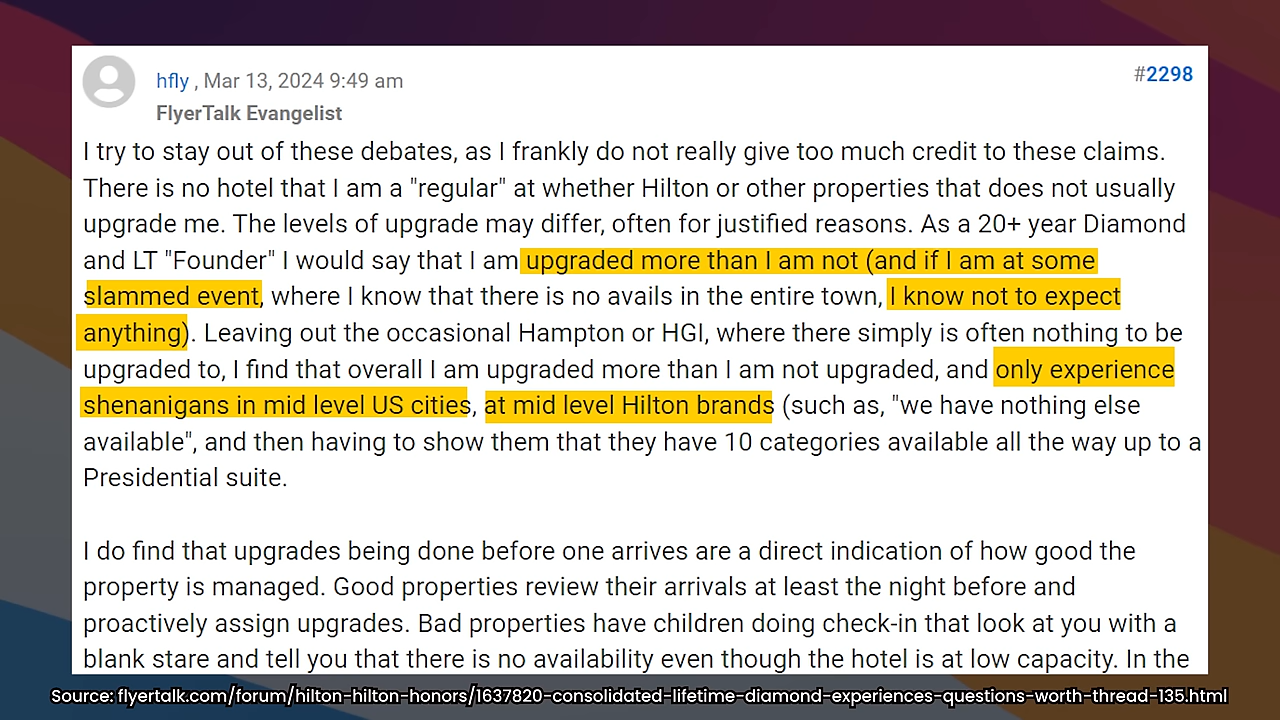 hfly , Mar 13, 2024 9:49 am
#2298
FlyerTalk Evangelist
I try to stay out of these debates, as I frankly do not really give too much credit to these claims.
There is no hotel that I am a "regular" at whether Hilton or other properties that does not usually
upgrade me. The levels of upgrade may differ, often for justified reasons. As a 20+ year Diamond
and LT "Founder" I would say that I am upgraded more than I am not (and if I am at some
slammed event, where I know that there is no avails in the entire town, I know not to expect
anything). Leaving out the occasional Hampton or HGI, where there simply is often nothing to be
upgraded to, I find that overall I am upgraded more than I am not upgraded, and only experience
shenanigans in mid level US cities, at mid level Hilton brands (such as, "we have nothing else
available", and then having to show them that they have 10 categories available all the way up to a
Presidential suite.
I do find that upgrades being done before one arrives are a direct indication of how good the
property is managed. Good properties review their arrivals at least the night before and
proactively assign upgrades. Bad properties have children doing check-in that look at you with a
blank stare and tell you that there is no availability even though the hotel is at low capacity. In the
Source: flyertalk.com/forum/hilton-hilton-honors/1637820-consolidated-lifetime-diamond-experiences-questions-worth-thread-135.html